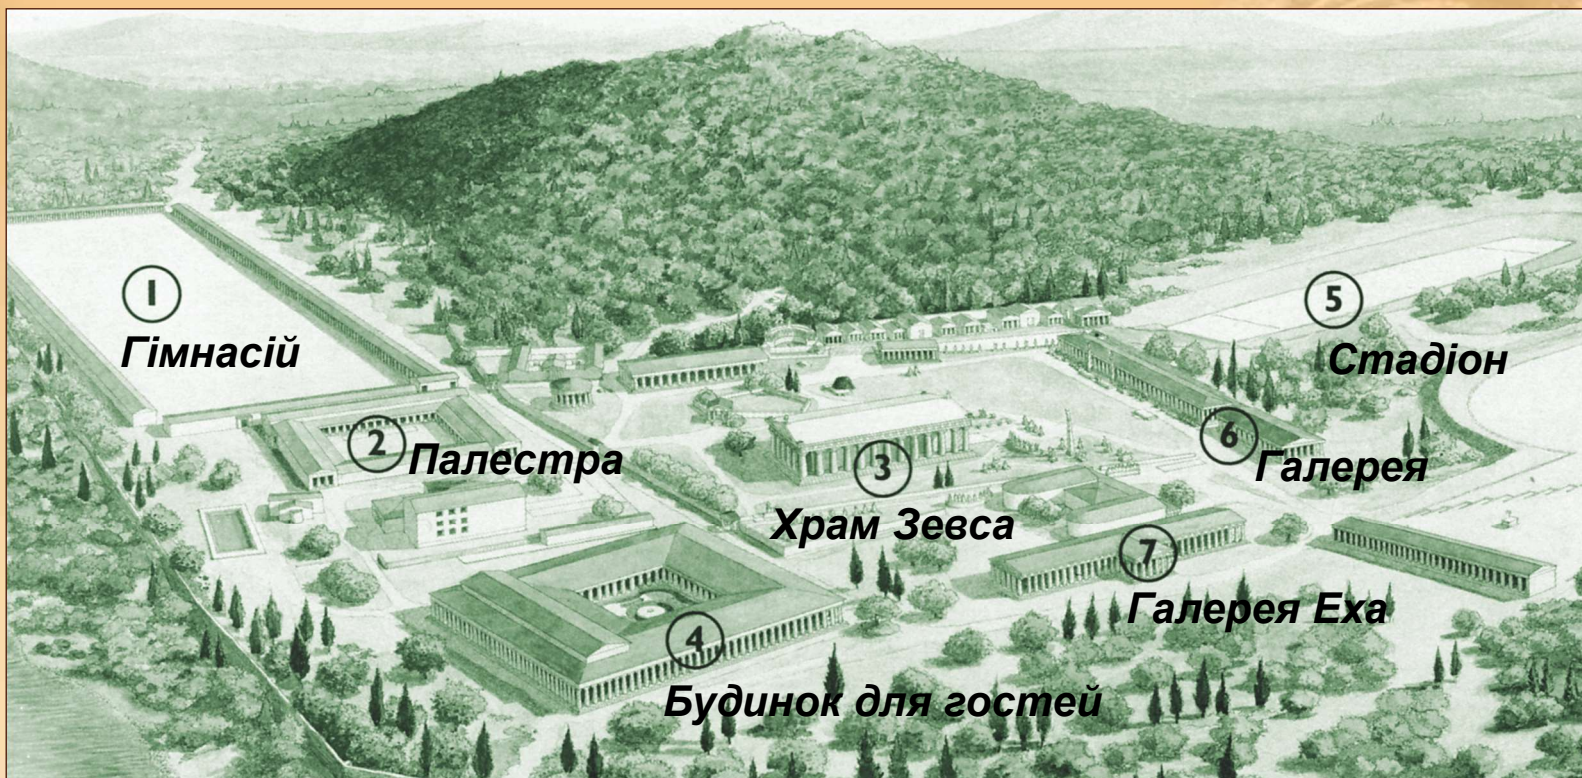 1
Гімнасій
2
Палестра
3
Храм Зевса
4
Будинок для гостей
5
Стадіон
6
Галерея
7
Галерея Еха